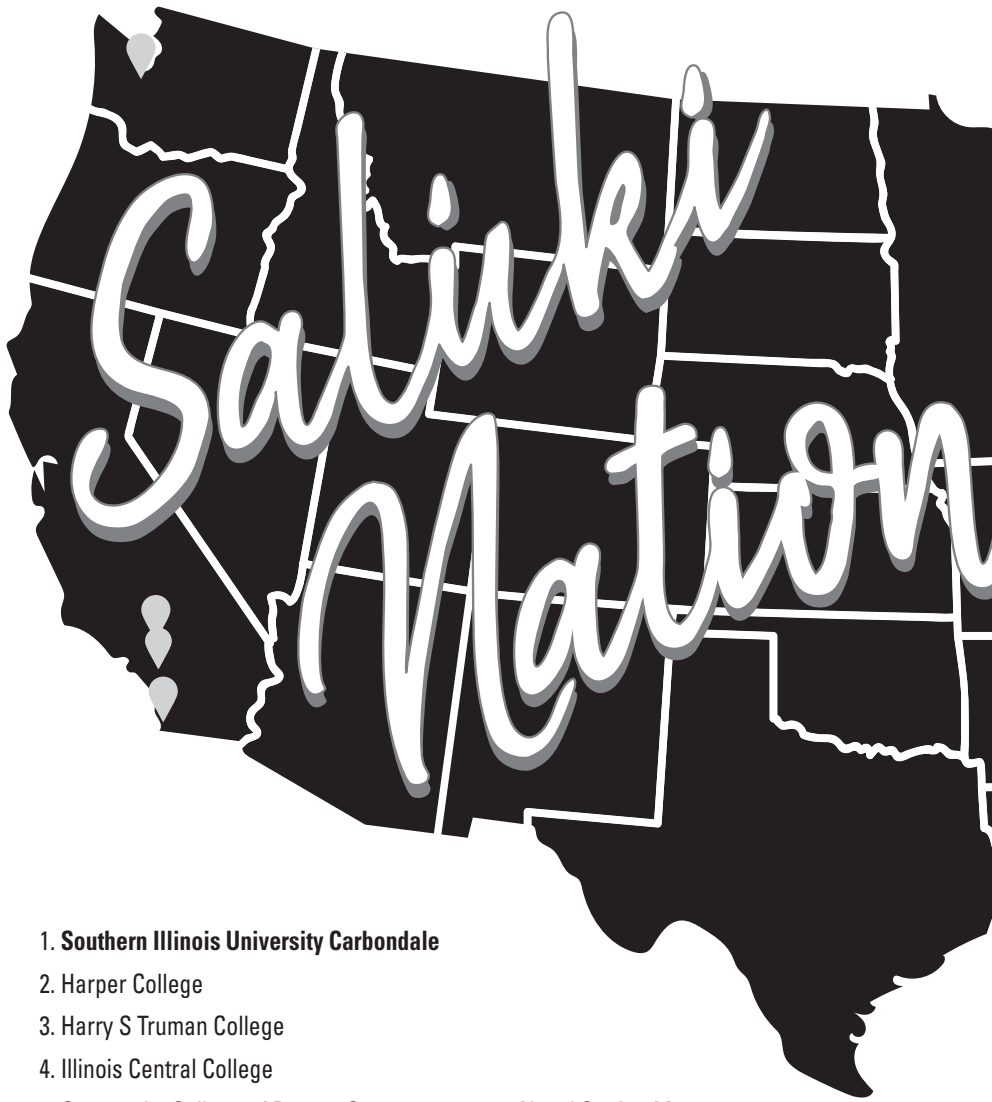 Saluki
Nation
1. Southern Illinois University Carbondale
2. Harper College
3. Harry S Truman College
4. Illinois Central College